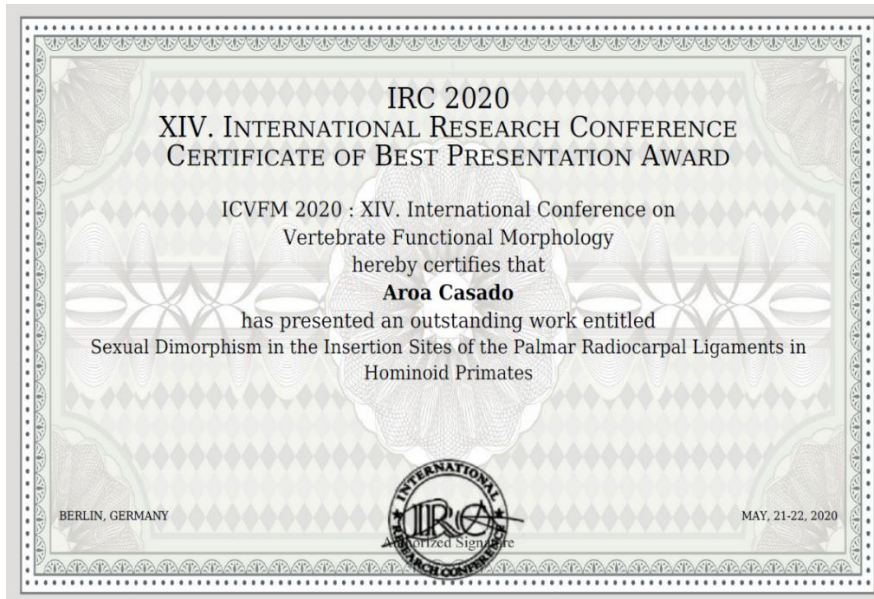 IRC 2020
XIV. INTERNATIONAL RESEARCH CONFERENCE
CERTIFICATE OF BEST PRESENTATION AWARD
ICVFM 2020 : XIV. International Conference on
Vertebrate Functional Morphology
hereby certifies that
Aroa Casado
has presented an outstanding work entitled
Sexual Dimorphism in the Insertion Sites of the Palmar Radiocarpal Ligaments in
Hominoid Primates
INTERNATIONAL
IRC
RESEARCH CONFERENCE
Authorized Signature
BERLIN, GERMANY
MAY, 21-22, 2020